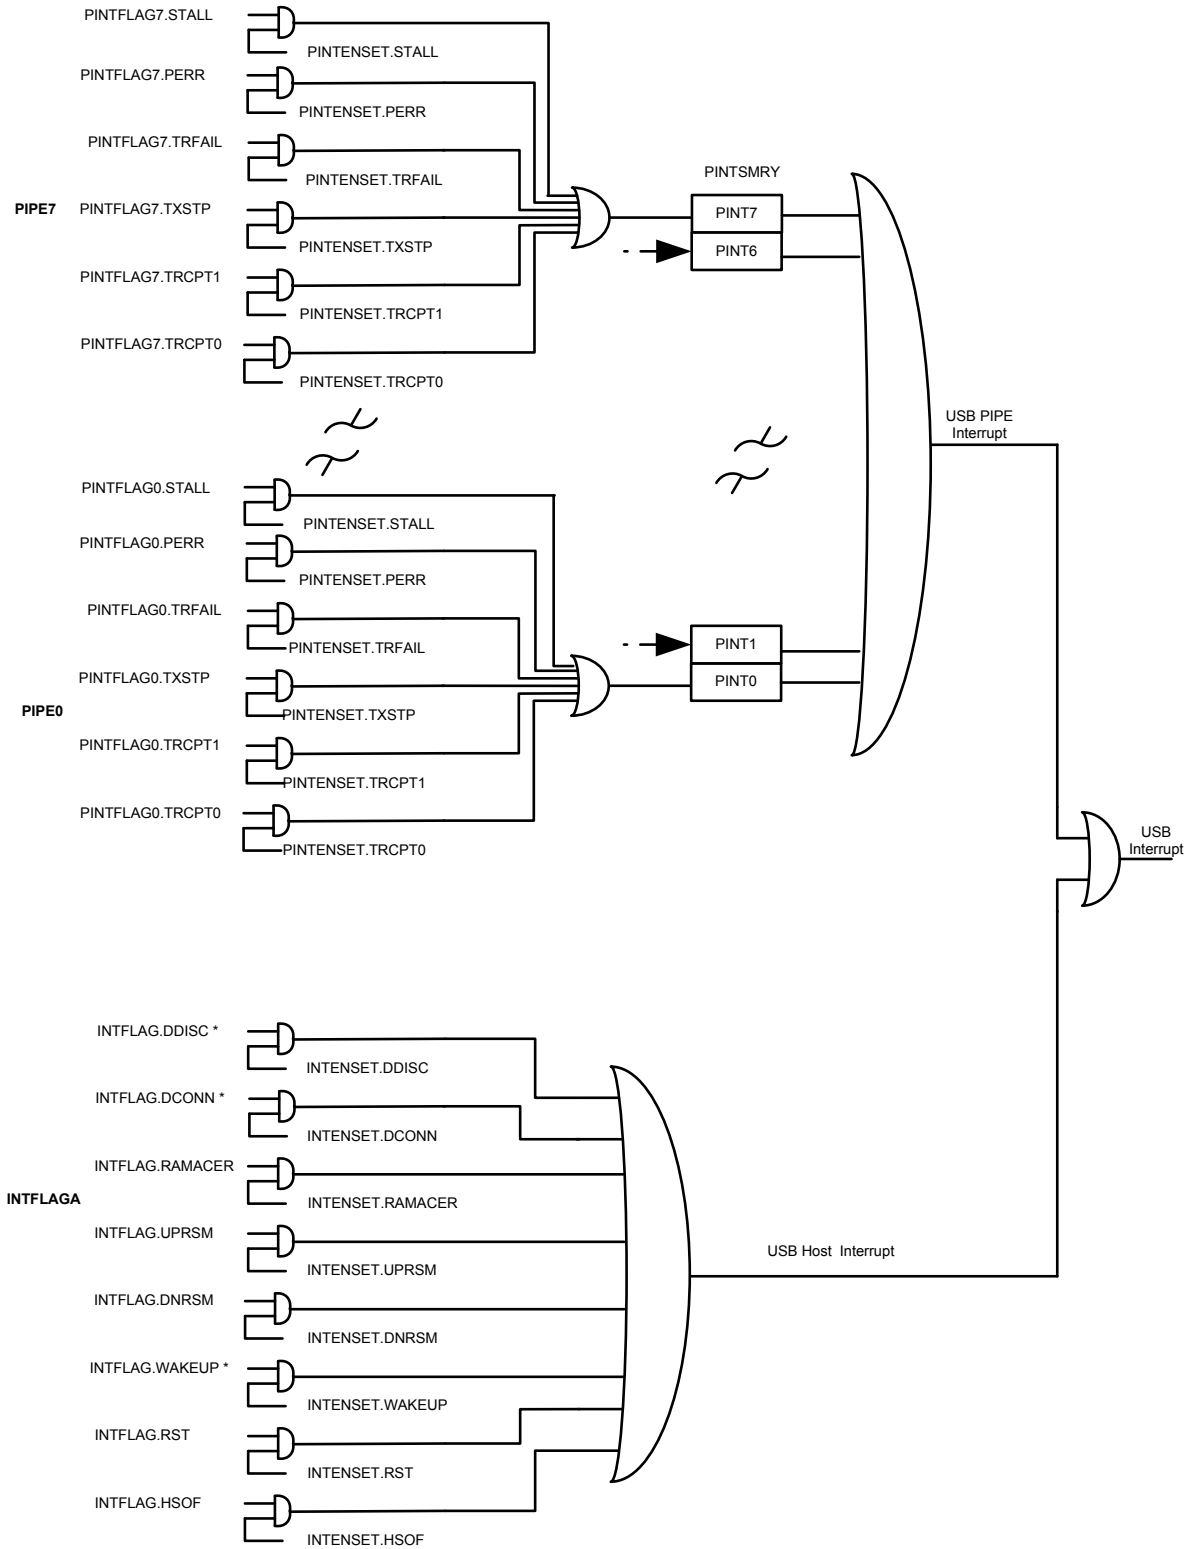 PINTFLAG7.STALL
PINTENSET.STALL
PINTFLAG7.PERR
PINTENSET.PERR
PINTFLAG7.TRFAIL
PINTENSET.TRFAIL
PIPE7
PINTFLAG7.TXSTP
PINTENSET.TXSTP
PINTFLAG7.TRCPT1
PINTENSET.TRCPT1
PINTFLAG7.TRCPT0
PINTENSET.TRCPT0
PINTSMRY
PINT7
PINT6
USB PIPE
Interrupt
PINTFLAG0.STALL
PINTENSET.STALL
PINTFLAG0.PERR
PINTENSET.PERR
PINTFLAG0.TRFAIL
PINTENSET.TRFAIL
PINTFLAG0.TXSTP
PINTENSET.TXSTP
PIPE0
PINTFLAG0.TRCPT1
PINTENSET.TRCPT1
PINTFLAG0.TRCPT0
PINTENSET.TRCPT0
PINT1
PINT0
USB
Interrupt
INTFLAG.DDISC *
INTENSET.DDISC
INTFLAG.DCONN *
INTENSET.DCONN
INTFLAG.RAMACER
INTENSET.RAMACER
INTFLAGA
INTFLAG.UPRSM
INTENSET.UPRSM
INTFLAG.DNRSM
INTENSET.DNRSM
INTFLAG.WAKEUP *
INTENSET.WAKEUP
INTFLAG.RST
INTENSET.RST
INTFLAG.HSOF
INTENSET.HSOF
USB Host Interrupt